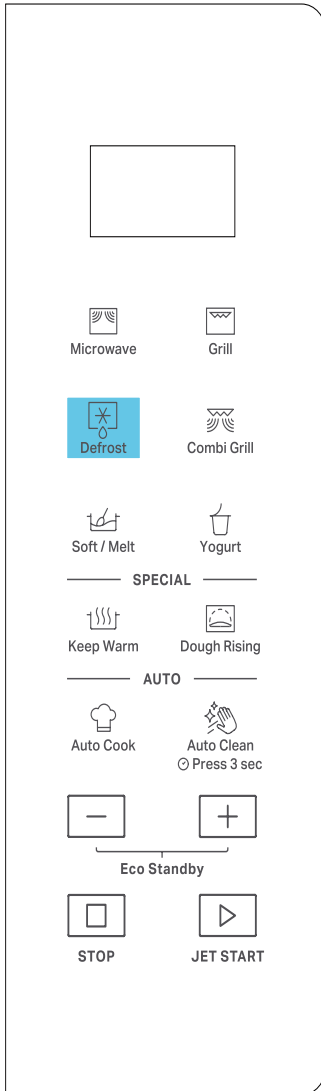 Microwave
Grill
Defrost
Combi Grill
Soft / Melt
Yogurt
SPECIAL
Keep Warm
Dough Rising
AUTO
Auto Cook
Auto Clean
Press 3 sec
Eco Standby
STOP
JET START